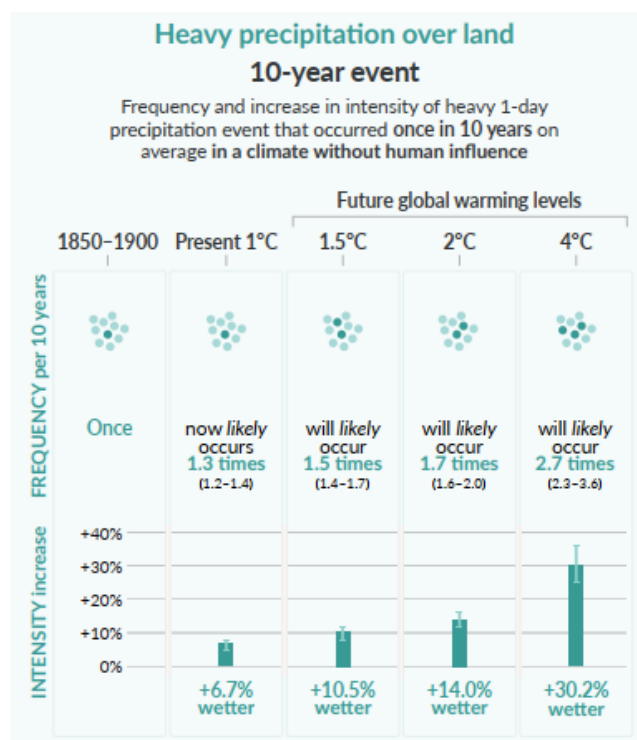 Heavy precipitation over land
10-year event
Frequency and increase in intensity of heavy 1-day
precipitation event that occurred once in 10 years on
average in a climate without human influence
Future global warming levels
1850–1900 Present 1°C 1.5°C 2°C 4°C
FREQUENCY per 10 years
Once
now likely will likely will likely will likely
occurs occur occur occur
1.3 times 1.5 times 1.7 times 2.7 times
(1.2–1.4) (1.4–1.7) (1.6–2.0) (2.3–3.6)
INTENSITY increase
+40%
+30%
+20%
+10%
0%
+6.7% +10.5% +14.0% +30.2%
wetter wetter wetter wetter